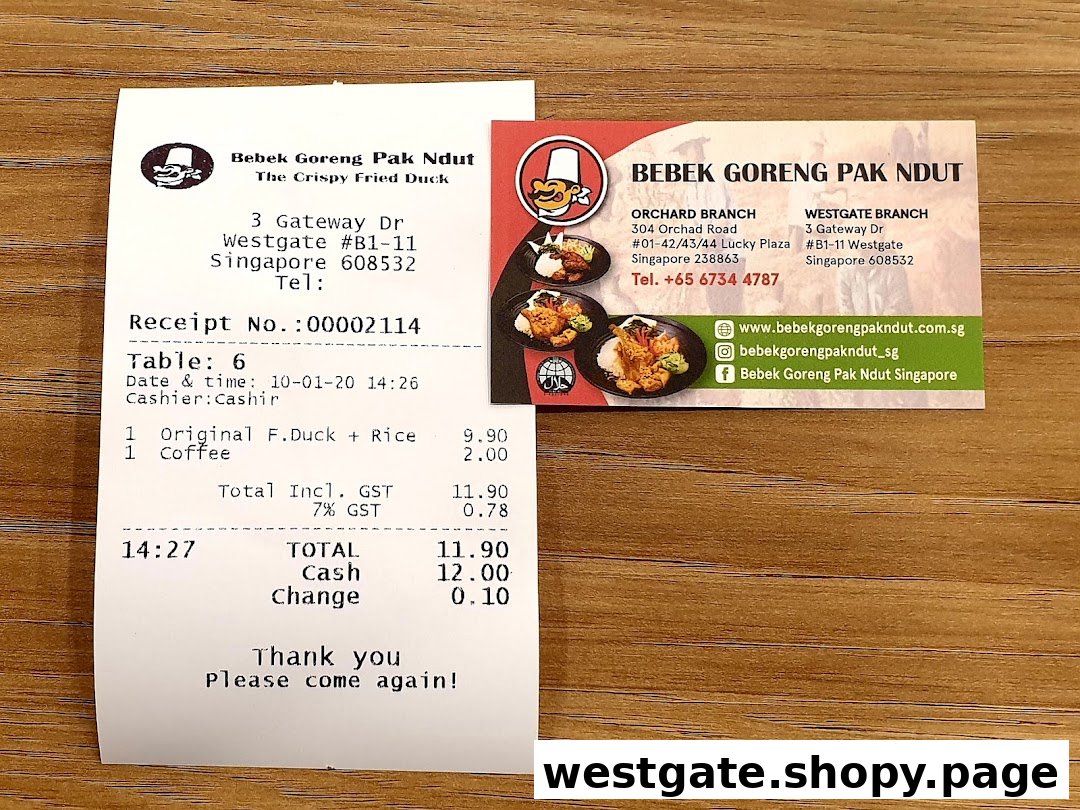 Bebek Goreng Pak Ndut
The Crispy Fried Duck
3 Gateway Dr
Westgate #B1-11
Singapore 608532
Tel:
Receipt No.:00002114
Table: 6
Date & time: 10-01-20 14:26
Cashier:Cashir
1 Original F.Duck + Rice 9.90
1 Coffee 2.00
Total Incl. GST 11.90
7% GST 0.78
14:27 TOTAL 11.90
Cash 12.00
Change 0.10
Thank you
Please come again!
BEBEK GORENG PAK NDUT
ORCHARD BRANCH
304 Orchad Road
#01-42/43/44 Lucky Plaza
Singapore 238863
Tel. +65 6734 4787
WESTGATE BRANCH
3 Gateway Dr
#B1-11 Westgate
Singapore 608532
www.bebekgorengpakndut.com.sg
bebekgorengpakndut_sg
Bebek Goreng Pak Ndut Singapore
westgate.shopy.page